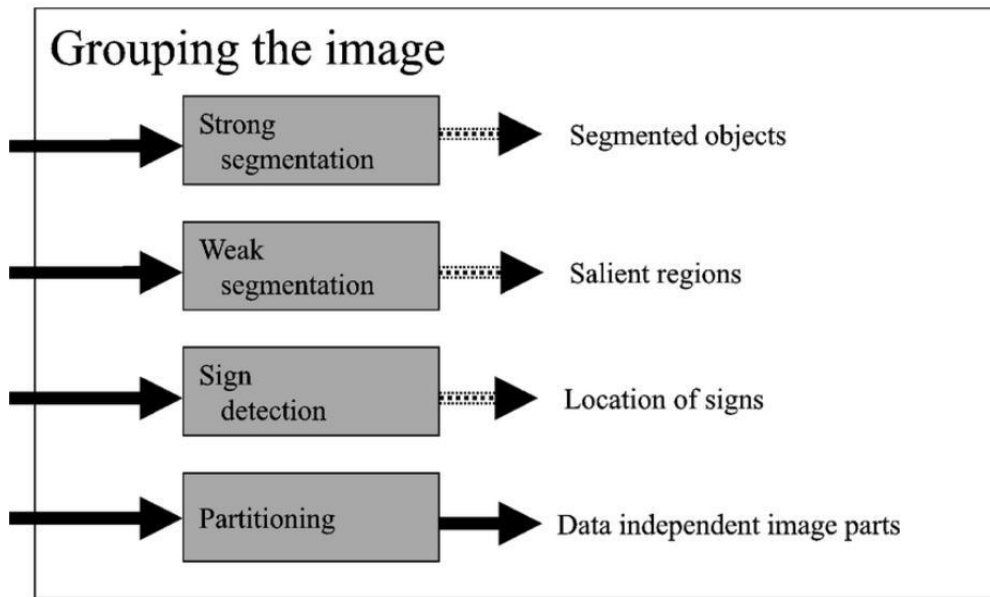 Grouping the image
Strong
segmentation
Segmented objects
Weak
segmentation
Salient regions
Sign
detection
Location of signs
Partitioning
Data independent image parts